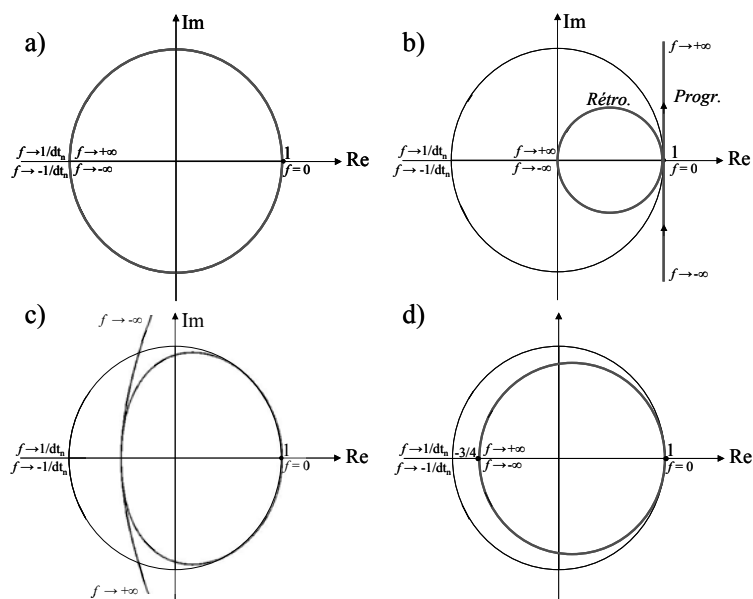 a)
Im
f→1/dtₙ f→+∞
f→-1/dtₙ f→-∞
1
f=0
Re
b)
f→+∞
Rétro.
Progr.
f→1/dtₙ
f→-1/dtₙ
f→+∞
f→-∞
1
f=0
Re
f→-∞
c)
f→-∞
Im
f→1/dtₙ
f→-1/dtₙ
1
f=0
Re
f→+∞
d)
f→1/dtₙ -3/4 f→+∞
f→-1/dtₙ f→-∞
1
f=0
Re